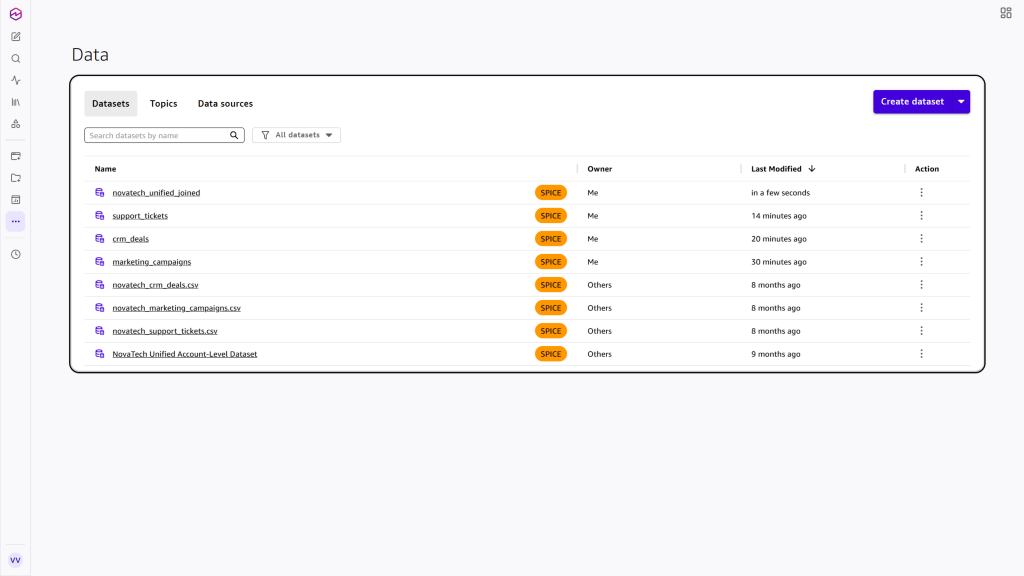 Data
Datasets Topics Data sources Create dataset
Search datasets by name All datasets
Name Owner Last Modified Action
novatech_unified_joined SPICE Me in a few seconds
support_tickets SPICE Me 14 minutes ago
crm_deals SPICE Me 20 minutes ago
marketing_campaigns SPICE Me 30 minutes ago
novatech_crm_deals.csv SPICE Others 8 months ago
novatech_marketing_campaigns.csv SPICE Others 8 months ago
novatech_support_tickets.csv SPICE Others 8 months ago
NovaTech Unified Account-Level Dataset SPICE Others 9 months ago
VV